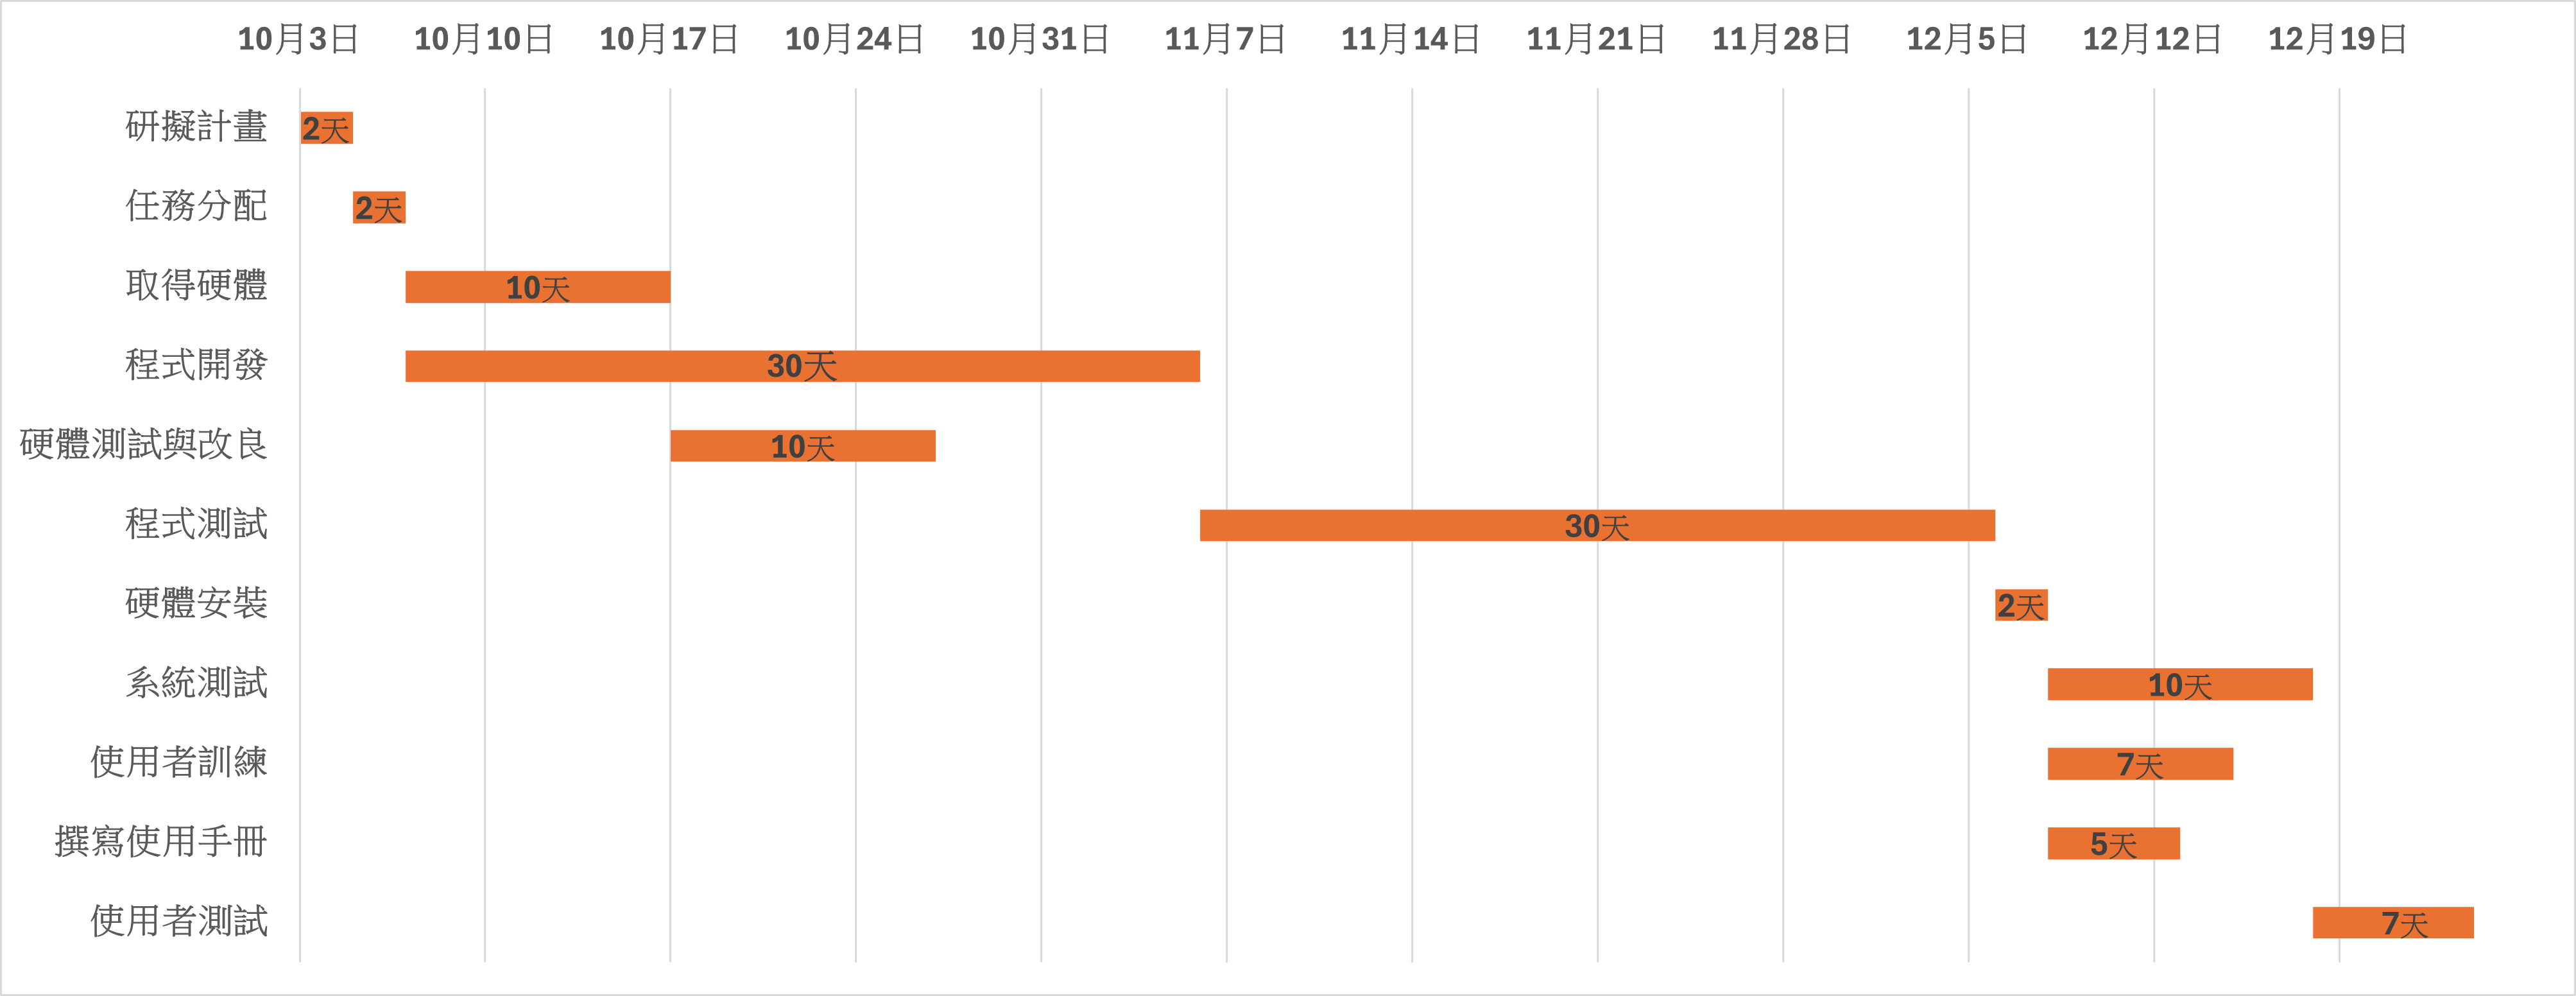 10月3日 10月10日 10月17日 10月24日 10月31日 11月7日 11月14日 11月21日 11月28日 12月5日 12月12日 12月19日
研擬計畫 2天
任務分配 2天
取得硬體 10天
程式開發 30天
硬體測試與改良 10天
程式測試 30天
硬體安裝 2天
系統測試 10天
使用者訓練 7天
撰寫使用手冊 5天
使用者測試 7天